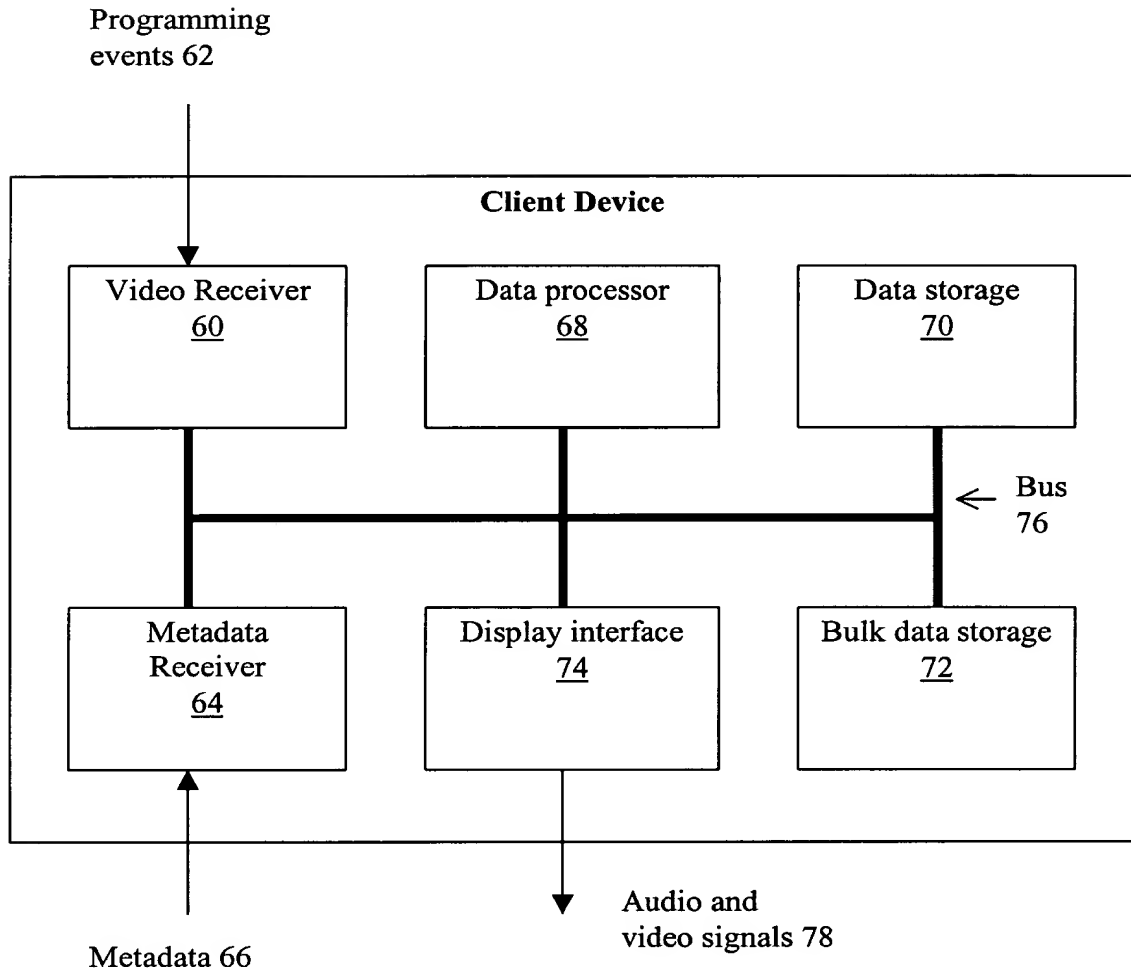 Programming
events 62
Client Device
Video Receiver
60
Data processor
68
Data storage
70
Bus
76
Metadata
Receiver
64
Display interface
74
Bulk data storage
72
Audio and
video signals 78
Metadata 66